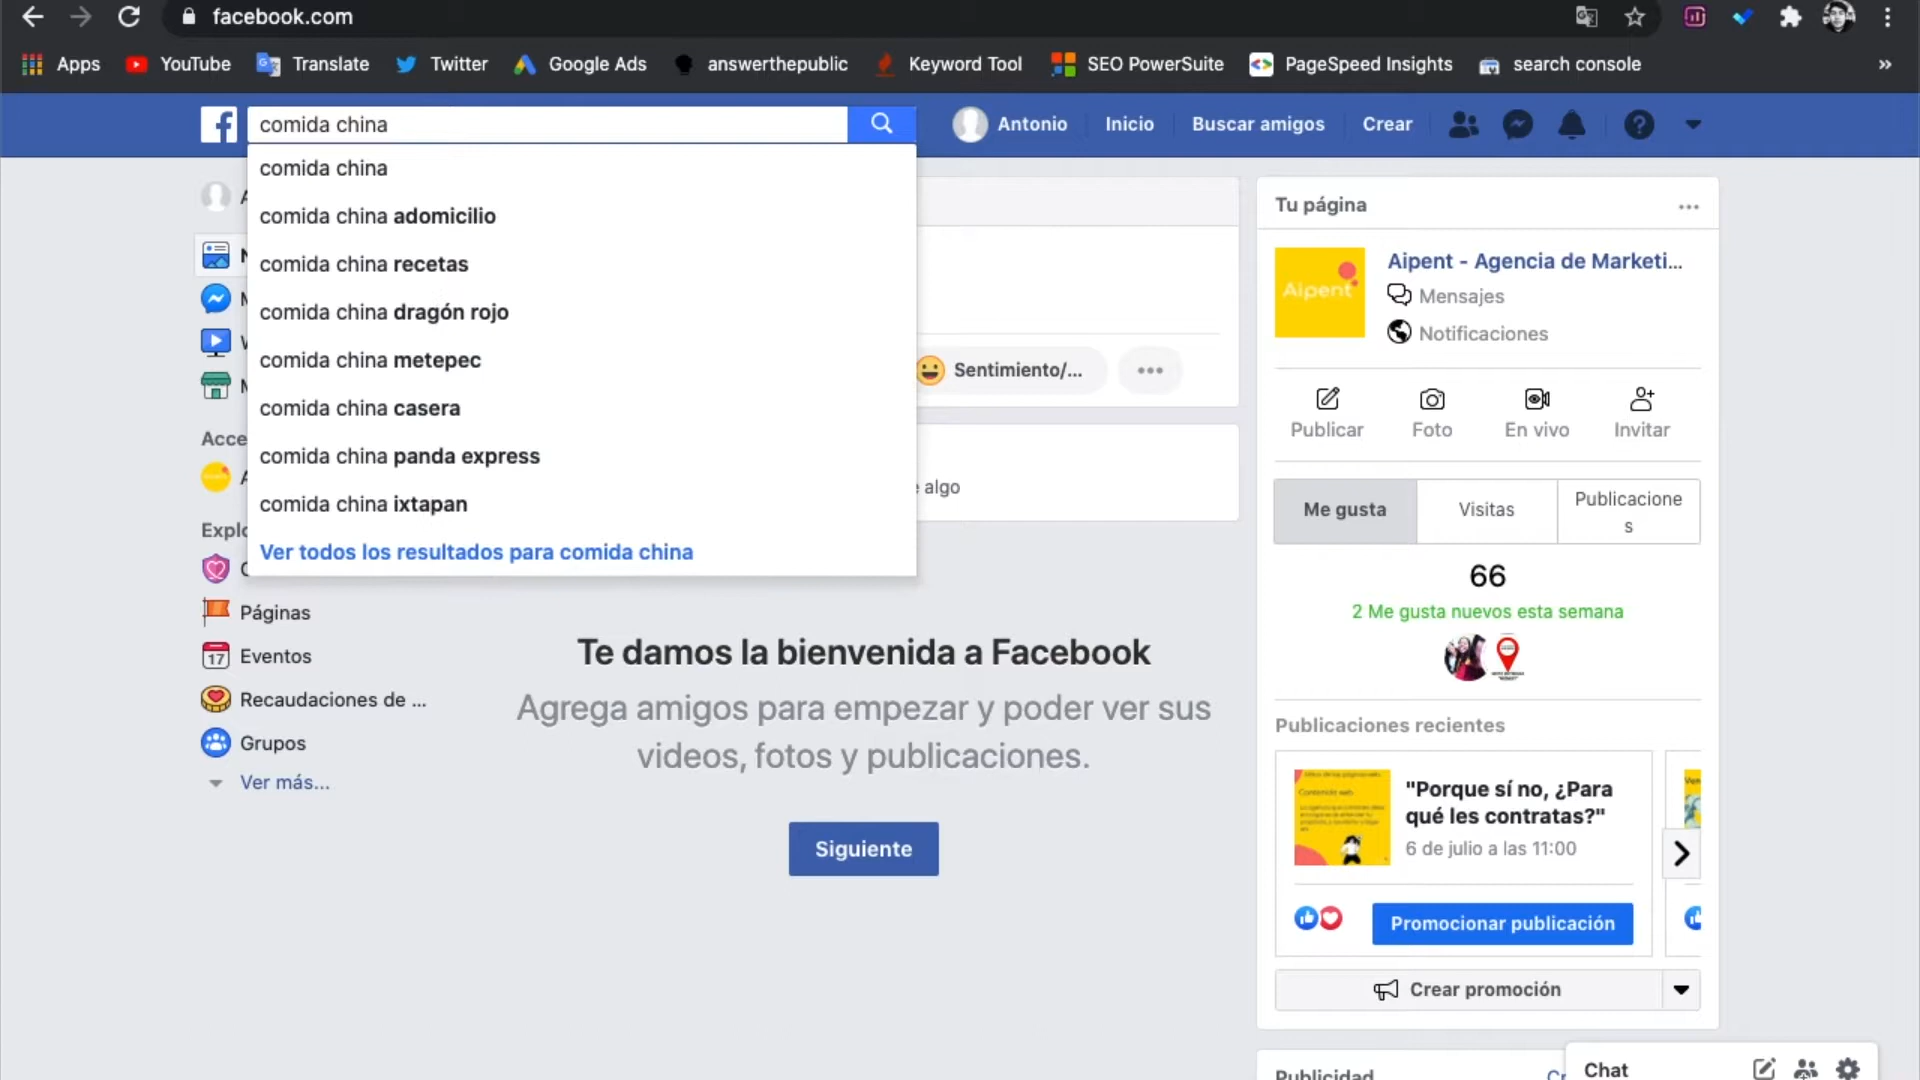 facebook.com
Apps
YouTube
Translate
Twitter
Google Ads
answerthepublic
Keyword Tool
SEO PowerSuite
PageSpeed Insights
search console
»
comida china
Antonio
Inicio
Buscar amigos
Crear
comida china
comida china adomicilio
comida china recetas
comida china dragón rojo
comida china metepec
comida china casera
comida china panda express
comida china ixtapan
Ver todos los resultados para comida china
Acce
Explo
Páginas
17
Eventos
Recaudaciones de ...
Grupos
Ver más...
Sentimiento/...
algo
Te damos la bienvenida a Facebook
Agrega amigos para empezar y poder ver sus
videos, fotos y publicaciones.
Siguiente
Tu página
Aipent
Aipent - Agencia de Marketi...
Mensajes
Notificaciones
Publicar
Foto
En vivo
Invitar
Me gusta
Visitas
Publicacione
s
66
2 Me gusta nuevos esta semana
Publicaciones recientes
"Porque sí no, ¿Para
qué les contratas?"
6 de julio a las 11:00
Promocionar publicación
Crear promoción
Publicidad
Chat